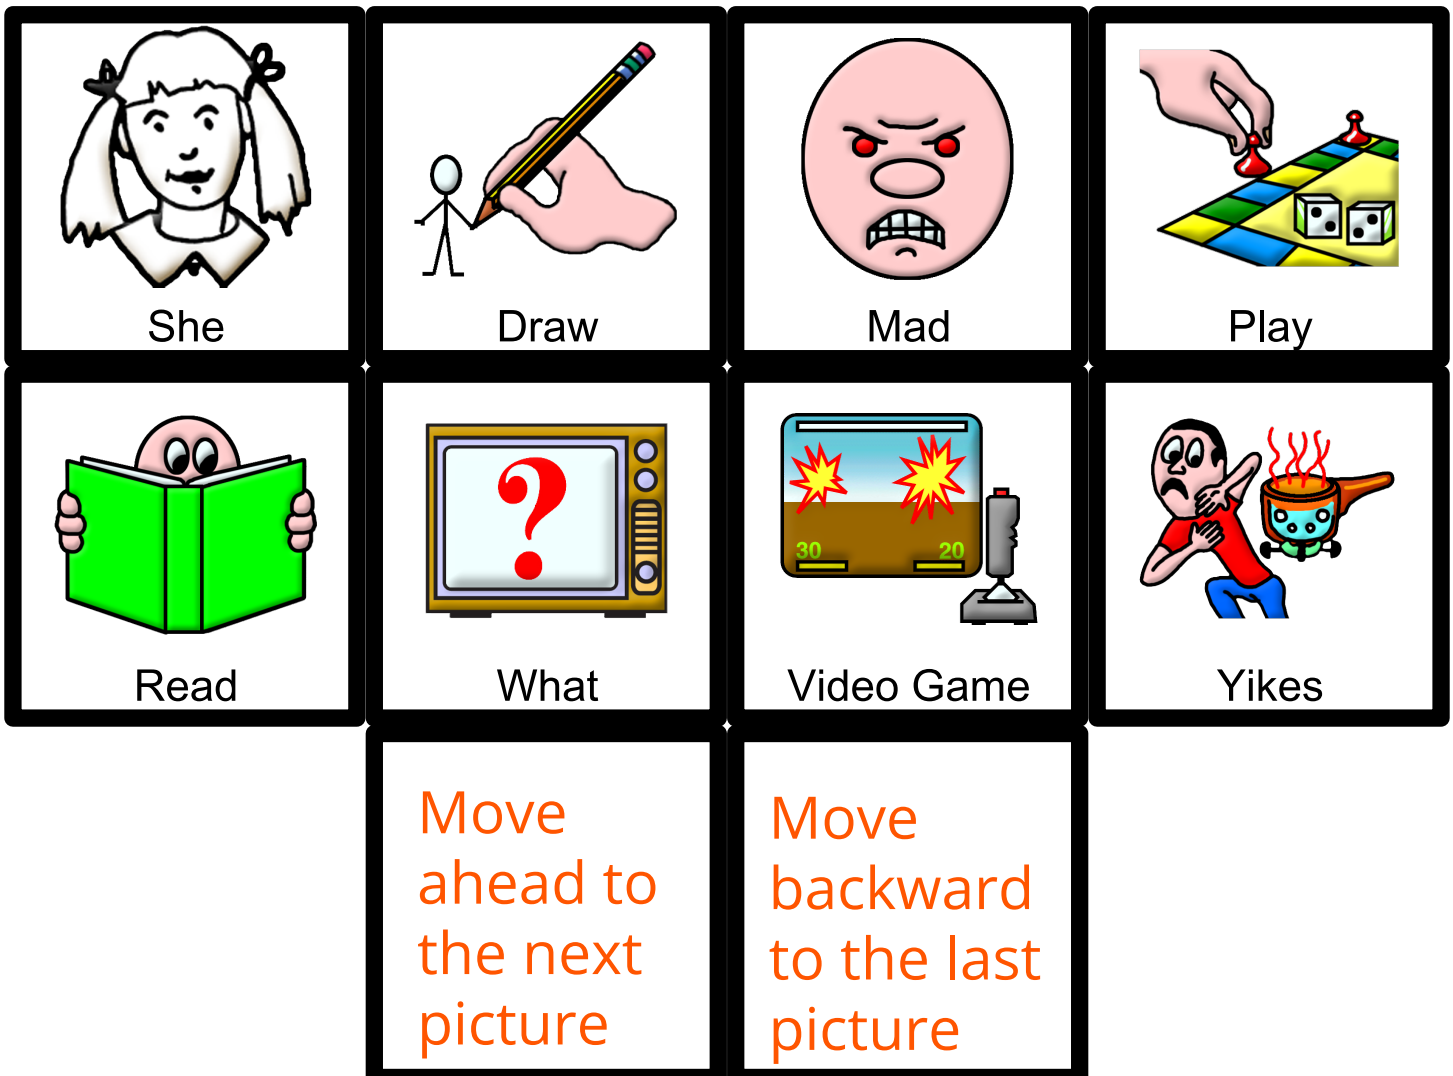 She
Draw
Mad
Play
Read
?
What
30
20
Video Game
Yikes
Move
ahead to
the next
picture
Move
backward
to the last
picture